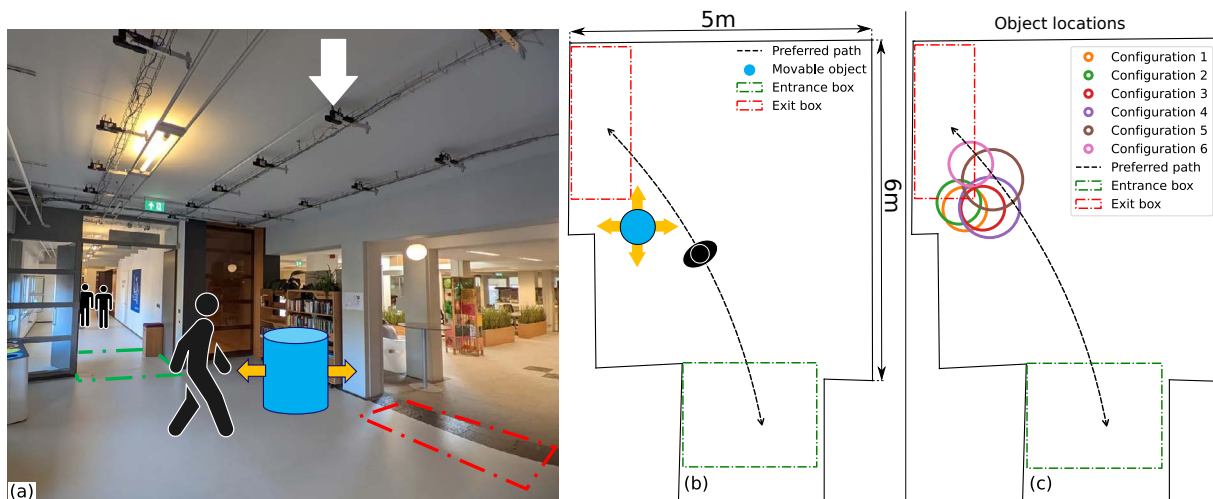 (a)
5m
Preferred path
Movable object
Entrance box
Exit box
6m
(b)
Object locations
Configuration 1
Configuration 2
Configuration 3
Configuration 4
Configuration 5
Configuration 6
Preferred path
Entrance box
Exit box
(c)